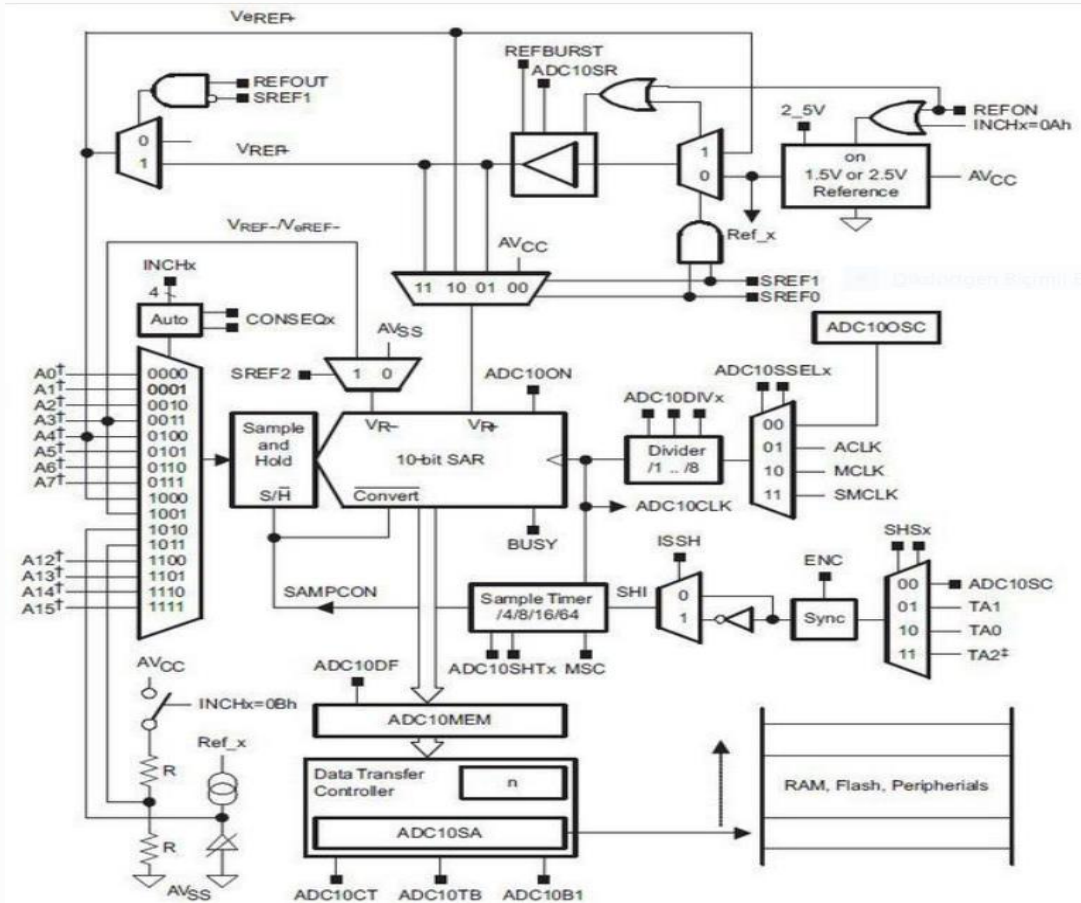 VeREF+
REFBURST
ADC10SR
REFOUT
SREF1
0
1
VREF+
1
0
2_5V
REFON
INCHx=0Ah
on
1.5V or 2.5V
Reference
AVCC
Ref_x
VREF-/VeREF-
AVCC
11 10 01 00
SREF1
SREF0
INCHx
4
Auto
CONSEQx
AVSS
SREF2
1 0
ADC10ON
ADC10OSC
ADC10SSELx
ADC10DIVx
A0†
A1†
A2†
A3†
A4†
A5†
A6†
A7†
A12†
A13†
A14†
A15†
0000
0001
0010
0011
0100
0101
0110
0111
1000
1001
1010
1011
1100
1101
1110
1111
Sample
and
Hold
S/H
VR-
VR+
10-bit SAR
Convert
Divider
/1 .. /8
00
01
10
11
ACLK
MCLK
SMCLK
ADC10CLK
BUSY
ISSH
ENC
SHSx
SAMPCON
Sample Timer
/4/8/16/64
SHI
0
1
Sync
00
01
10
11
ADC10SC
TA1
TA0
TA2‡
ADC10DF
ADC10SHTx
MSC
AVCC
INCHx=0Bh
Ref_x
R
R
AVSS
ADC10MEM
Data Transfer
Controller
n
ADC10SA
RAM, Flash, Peripherials
ADC10CT
ADC10TB
ADC10B1